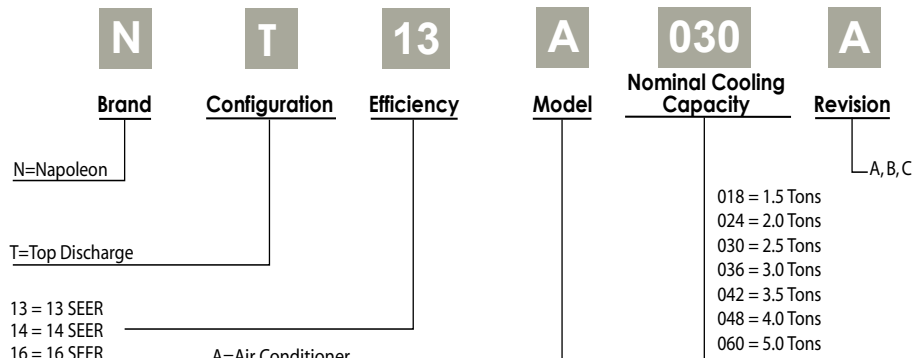 N T 13 A 030 A
Brand Configuration Efficiency Model Nominal Cooling Capacity Revision
N=Napoleon
A, B, C
T=Top Discharge
018 = 1.5 Tons
024 = 2.0 Tons
030 = 2.5 Tons
036 = 3.0 Tons
042 = 3.5 Tons
048 = 4.0 Tons
060 = 5.0 Tons
13 = 13 SEER
14 = 14 SEER
16 = 16 SEER
A=Air Conditioner